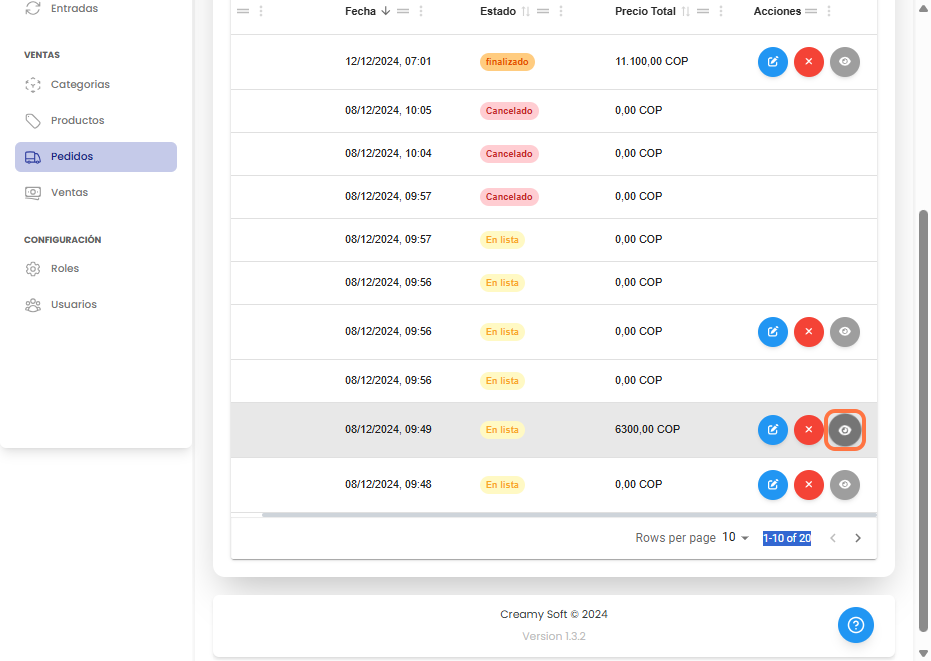 Entradas
VENTAS
Categorias
Productos
Pedidos
Ventas
CONFIGURACIÓN
Roles
Usuarios
Fecha Estado Precio Total Acciones
12/12/2024, 07:01 finalizado 11.100,00 COP
08/12/2024, 10:05 Cancelado 0,00 COP
08/12/2024, 10:04 Cancelado 0,00 COP
08/12/2024, 09:57 Cancelado 0,00 COP
08/12/2024, 09:57 En lista 0,00 COP
08/12/2024, 09:56 En lista 0,00 COP
08/12/2024, 09:56 En lista 0,00 COP
08/12/2024, 09:56 En lista 0,00 COP
08/12/2024, 09:49 En lista 6300,00 COP
08/12/2024, 09:48 En lista 0,00 COP
Rows per page 10 1-10 of 20
Creamy Soft © 2024
Version 1.3.2